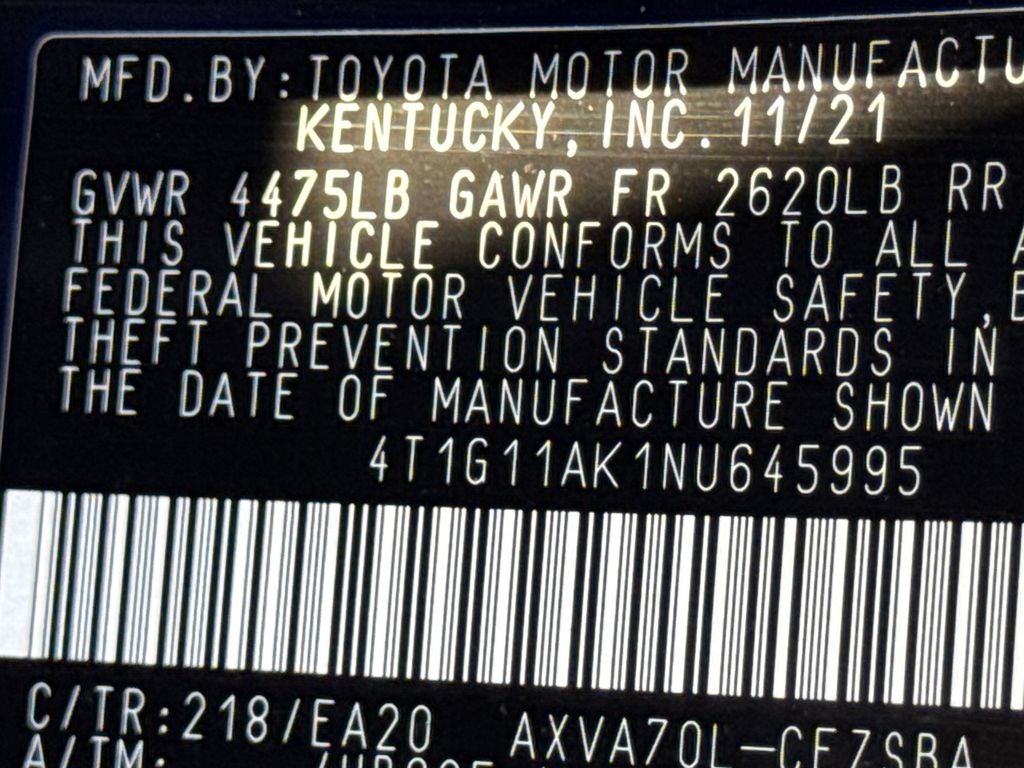 MFD.BY:TOYOTA MOTOR MANUFACTU
KENTUCKY,INC. 11/21
GVWR 4475LB GAWR FR 2620LB RR
THIS VEHICLE CONFORMS TO ALL A
FEDERAL MOTOR VEHICLE SAFETY,
THEFT PREVENTION STANDARDS IN
THE DATE OF MANUFACTURE SHOWN
4T1G11AK1NU645995
C/TR:218/EA20 AXVA70L-CEZSBA
A/TM: